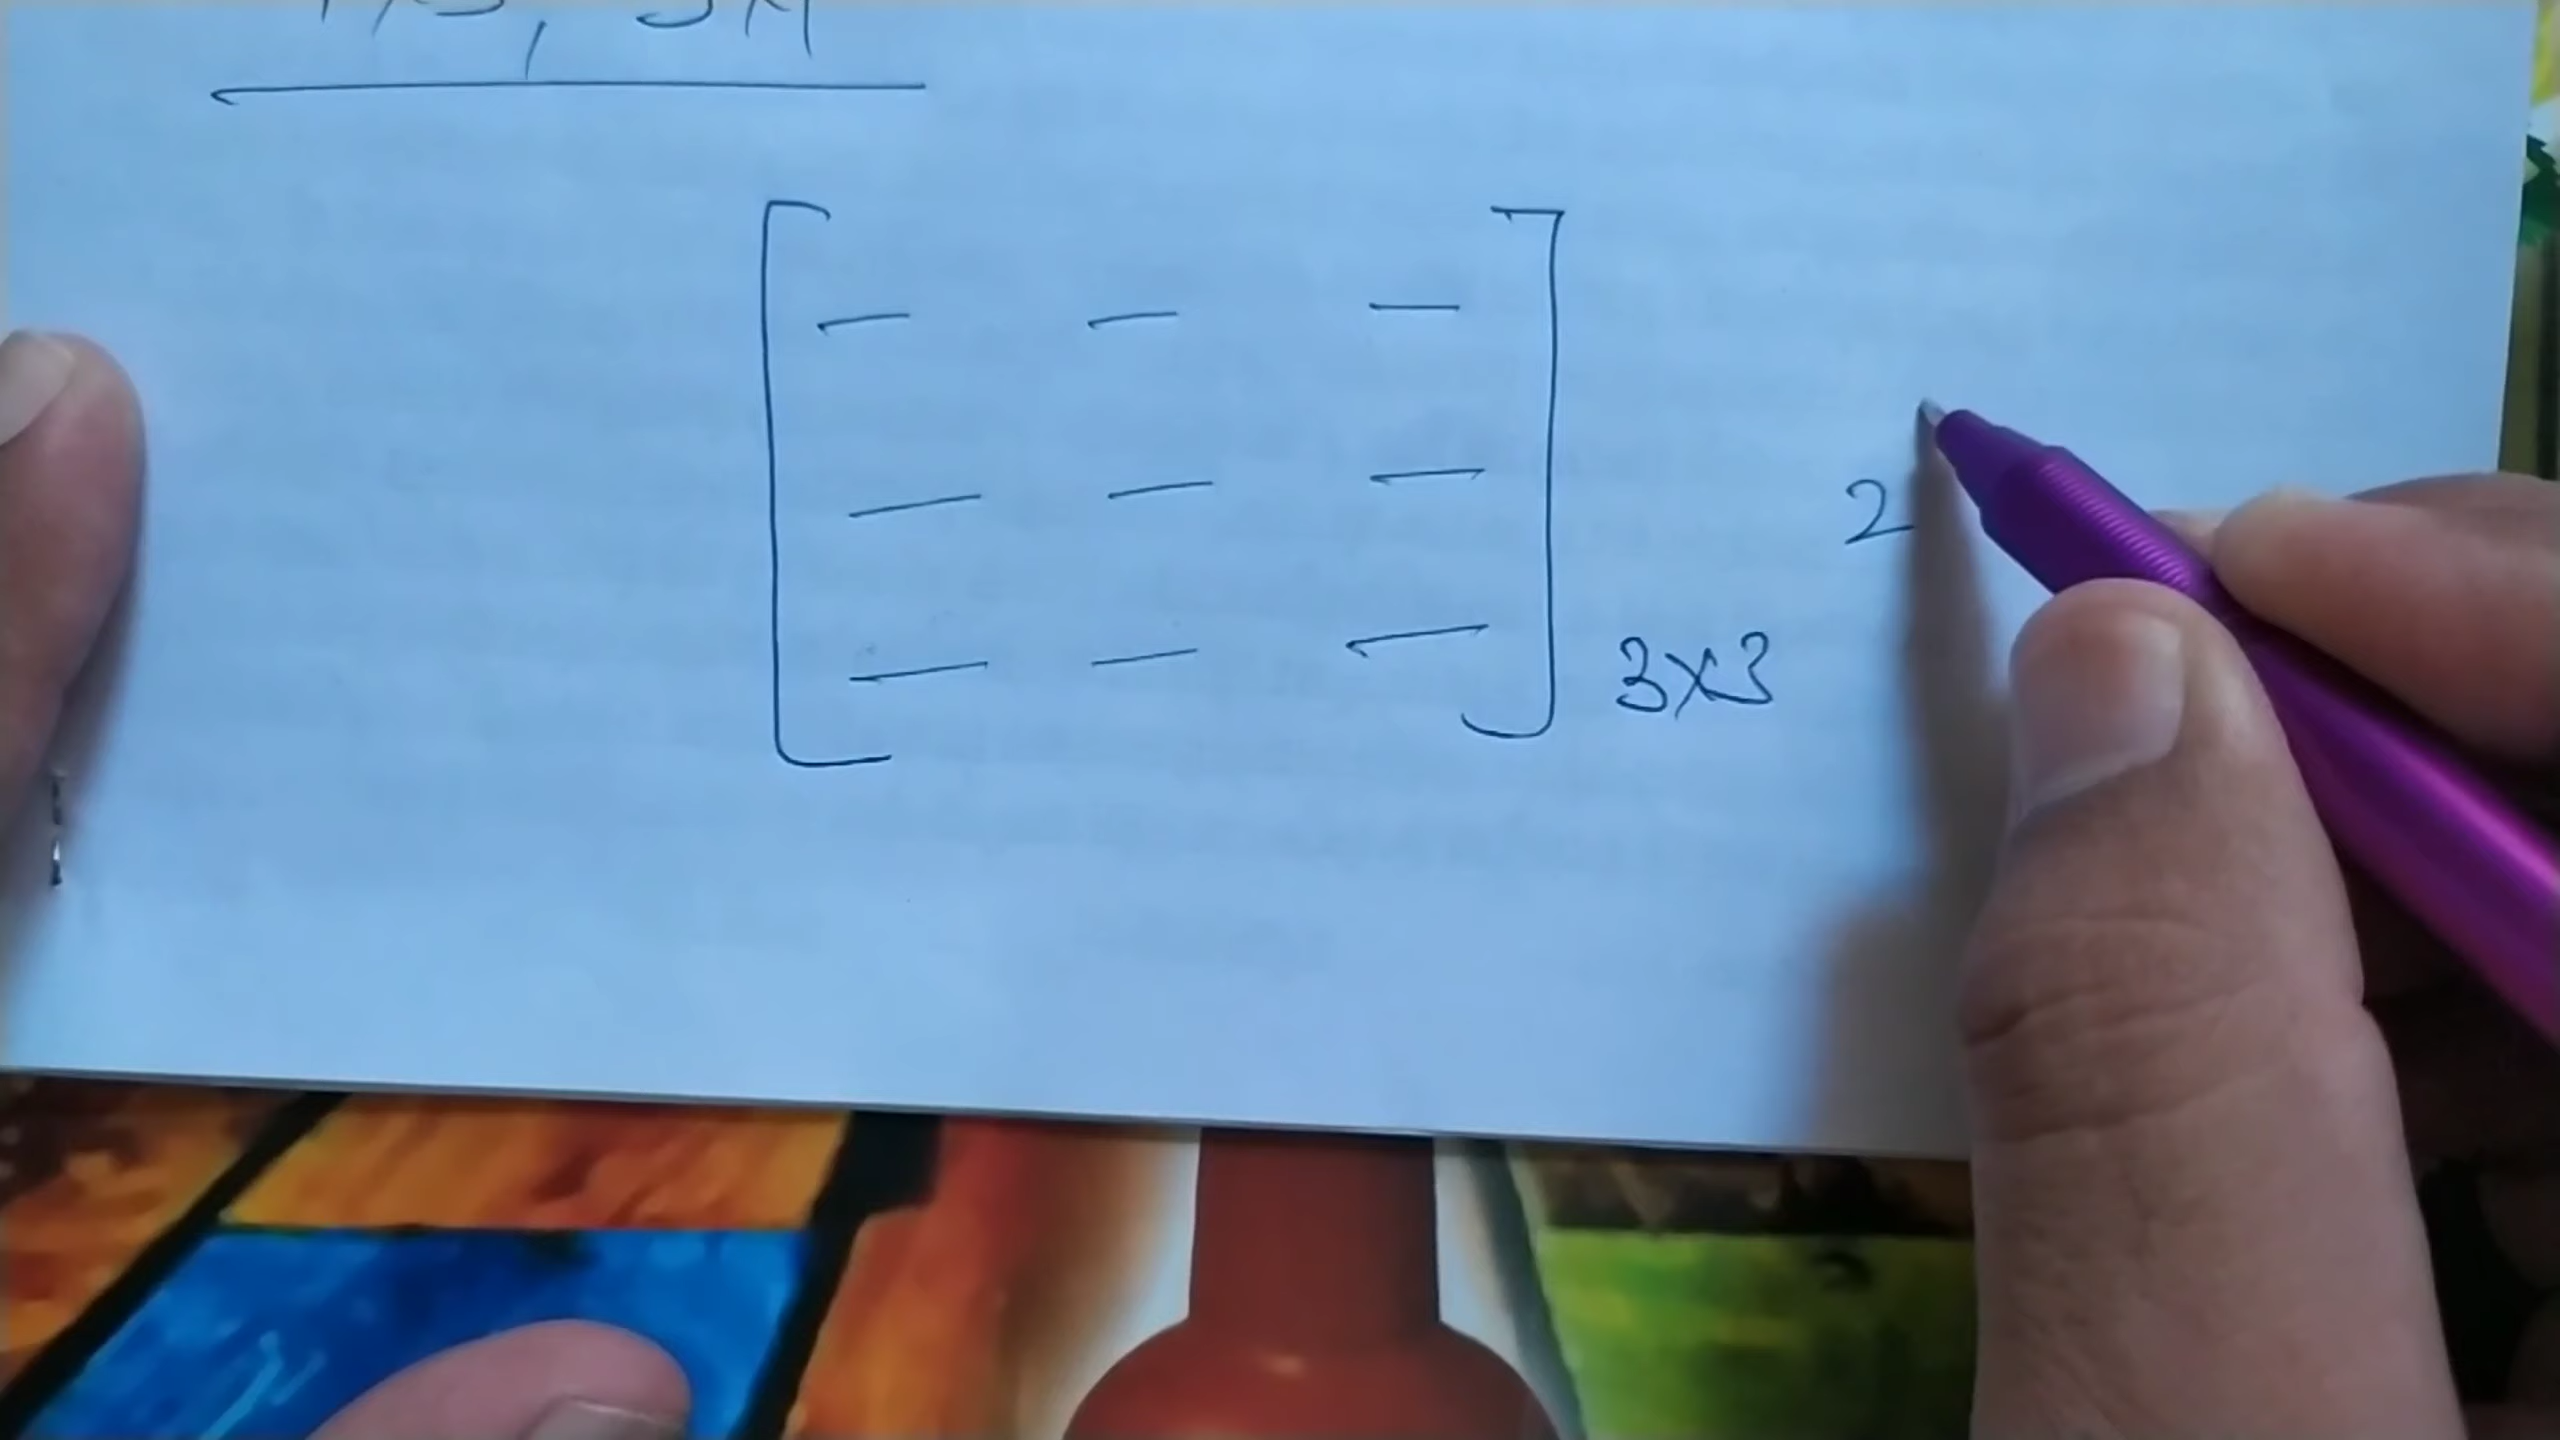 [ — — —
— — —
— — — ] 3×3
2